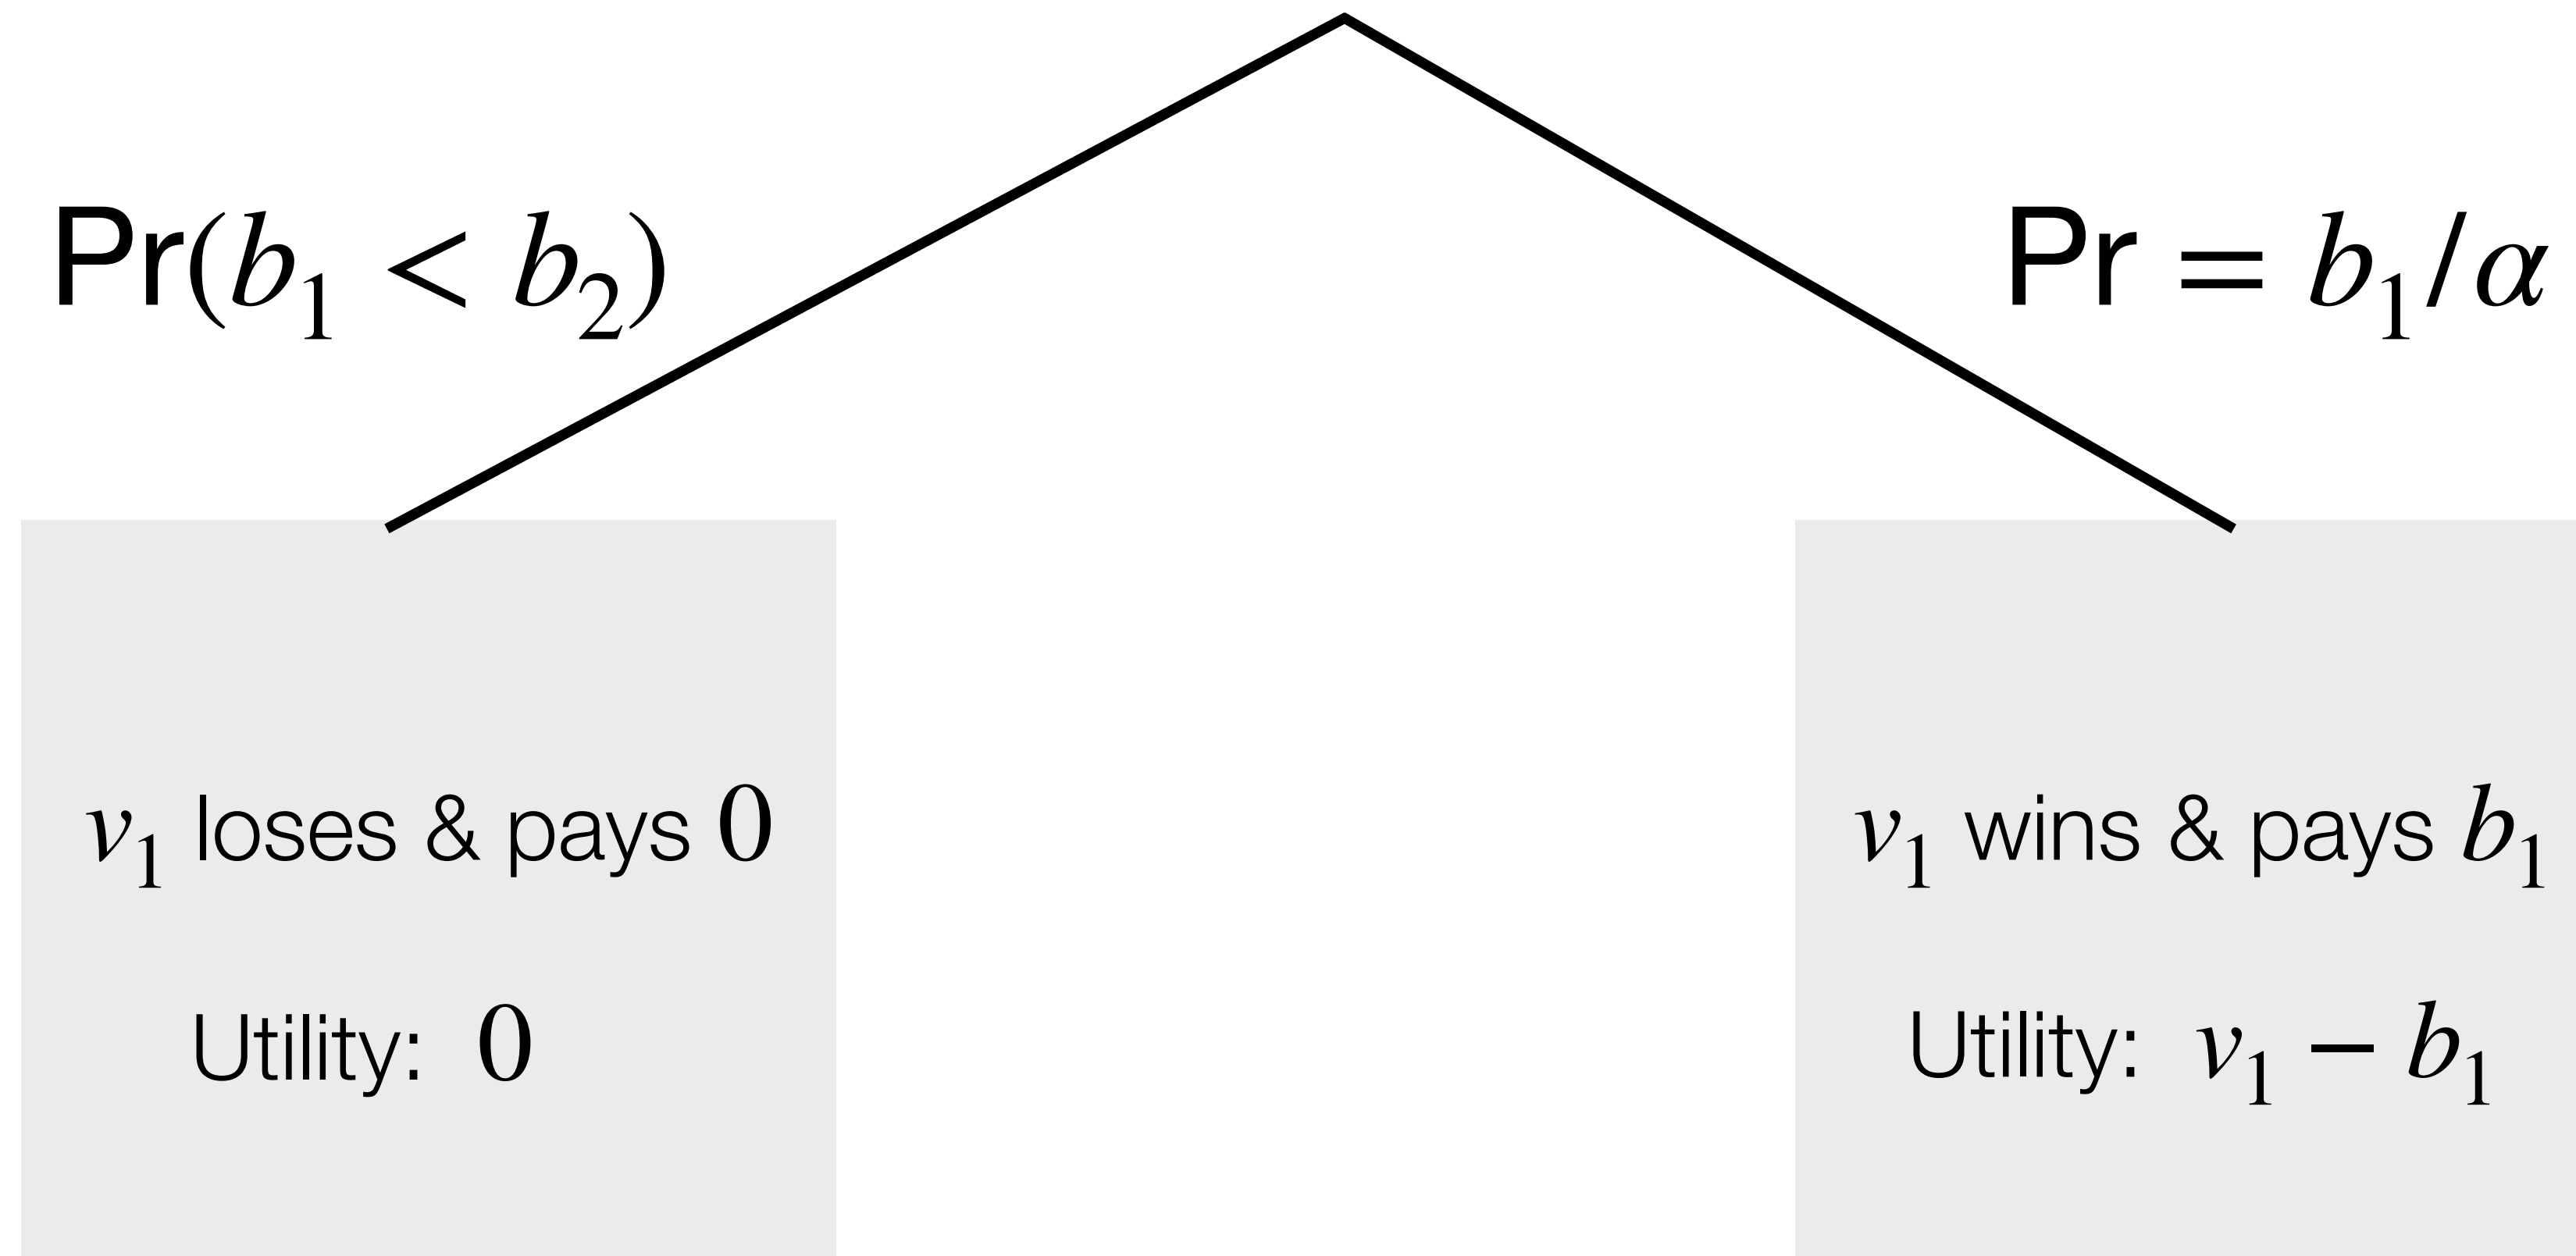 Pr(b₁ < b₂)
Pr = b₁/α
v₁ loses & pays 0
Utility: 0
v₁ wins & pays b₁
Utility: v₁ − b₁